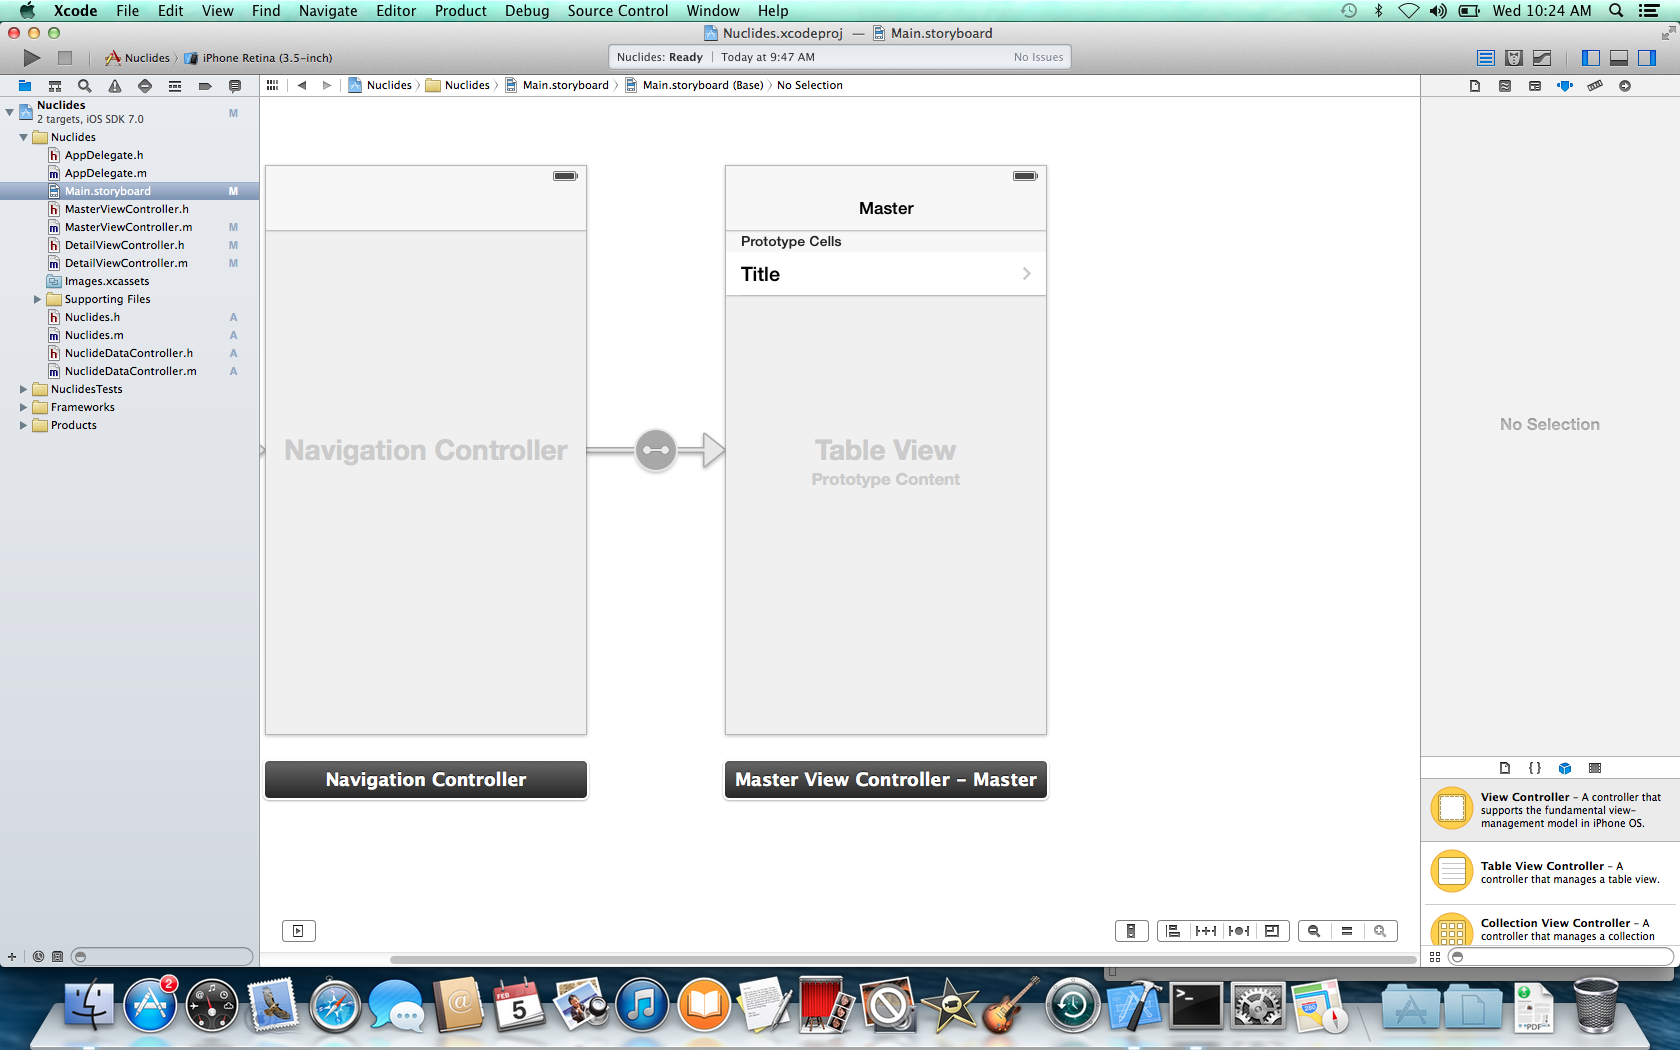 Xcode File Edit View Find Navigate Editor Product Debug Source Control Window Help Wed 10:24 AM
Nuclides.xcodeproj — Main.storyboard
Nuclides iPhone Retina (3.5-inch)
Nuclides: Ready Today at 9:47 AM No Issues
Nuclides Nuclides Main.storyboard Main.storyboard (Base) No Selection
Nuclides M
2 targets, iOS SDK 7.0
Nuclides
h AppDelegate.h
m AppDelegate.m
Main.storyboard M
h MasterViewController.h
m MasterViewController.m M
h DetailViewController.h M
m DetailViewController.m M
Images.xcassets
Supporting Files
h Nuclides.h A
m Nuclides.m A
h NuclideDataController.h A
m NuclideDataController.m A
NuclidesTests
Frameworks
Products
Navigation Controller
Navigation Controller
Master
Prototype Cells
Title
Table View
Prototype Content
Master View Controller – Master
No Selection
{ }
View Controller – A controller that
supports the fundamental view-
management model in iPhone OS.
Table View Controller – A
controller that manages a table view.
Collection View Controller – A
controller that manages a collection
2
FEB
5
>_
280
PDF